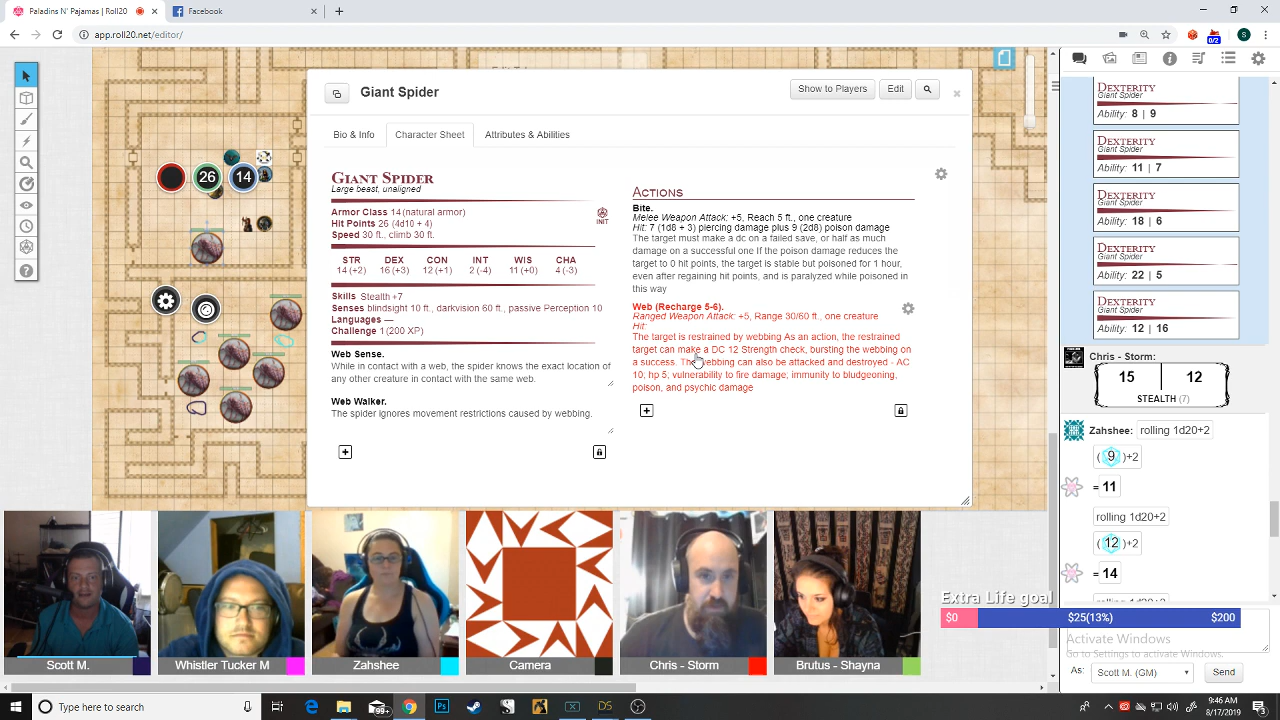 Paladins N' Pajamas | Roll20
Facebook
app.roll20.net/editor/
0/2
S
Giant Spider
Show to Players
Edit
Bio & Info
Character Sheet
Attributes & Abilities
26
14
GIANT SPIDER
Large beast, unaligned
Armor Class 14 (natural armor)
Hit Points 26 (4d10 + 4)
Speed 30 ft., climb 30 ft.
INIT
STR DEX CON INT WIS CHA
14 (+2) 16 (+3) 12 (+1) 2 (-4) 11 (+0) 4 (-3)
Skills Stealth +7
Senses blindsight 10 ft., darkvision 60 ft., passive Perception 10
Languages —
Challenge 1 (200 XP)
Web Sense.
While in contact with a web, the spider knows the exact location of
any other creature in contact with the same web.
Web Walker.
The spider ignores movement restrictions caused by webbing.
ACTIONS
Bite.
Melee Weapon Attack: +5, Reach 5 ft., one creature
Hit: 7 (1d8 + 3) piercing damage plus 9 (2d8) poison damage
The target must make a dc on a failed save, or half as much
damage on a successful one If the poison damage reduces the
target to 0 hit points, the target is stable but poisoned for 1 hour,
even after regaining hit points, and is paralyzed while poisoned in
this way
Web (Recharge 5-6).
Ranged Weapon Attack: +5, Range 30/60 ft., one creature
Hit:
The target is restrained by webbing As an action, the restrained
target can make a DC 12 Strength check, bursting the webbing on
a success. The webbing can also be attacked and destroyed - AC
10; hp 5; vulnerability to fire damage; immunity to bludgeoning,
poison, and psychic damage
DEXTERITY
Giant Spider
Ability: 8 | 9
DEXTERITY
Giant Spider
Ability: 11 | 7
DEXTERITY
Giant Spider
Ability: 18 | 6
DEXTERITY
Giant Spider
Ability: 22 | 5
DEXTERITY
Giant Spider
Ability: 12 | 16
Chris - Storm:
15 12
STEALTH (7)
Zahshee: rolling 1d20+2
(9)+2
= 11
rolling 1d20+2
(12)+2
= 14
rolling 1d20+2
Extra Life goal
$0 $25(13%) $200
Activate Windows
Go to Settings to activate Windows.
As: Scott M. (GM)
Send
Scott M.
Whistler Tucker M
Zahshee
Camera
Chris - Storm
Brutus - Shayna
Type here to search
99+
Ps
DS
9:46 AM
8/17/2019